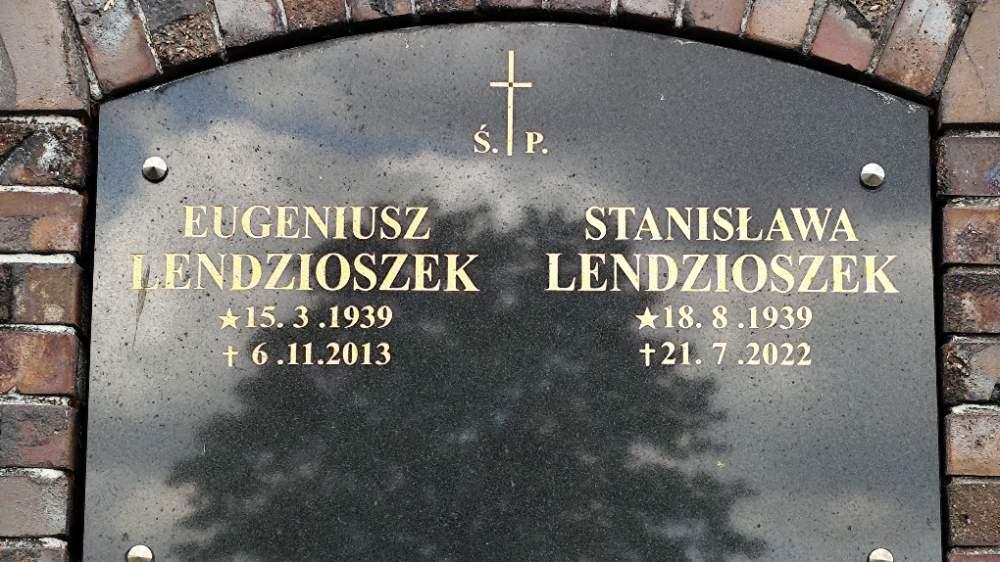 Ś. P.
EUGENIUSZ
LENDZIOSZEK
★15. 3 .1939
✝ 6 .11.2013
STANISŁAWA
LENDZIOSZEK
★18. 8 .1939
✝21. 7 .2022